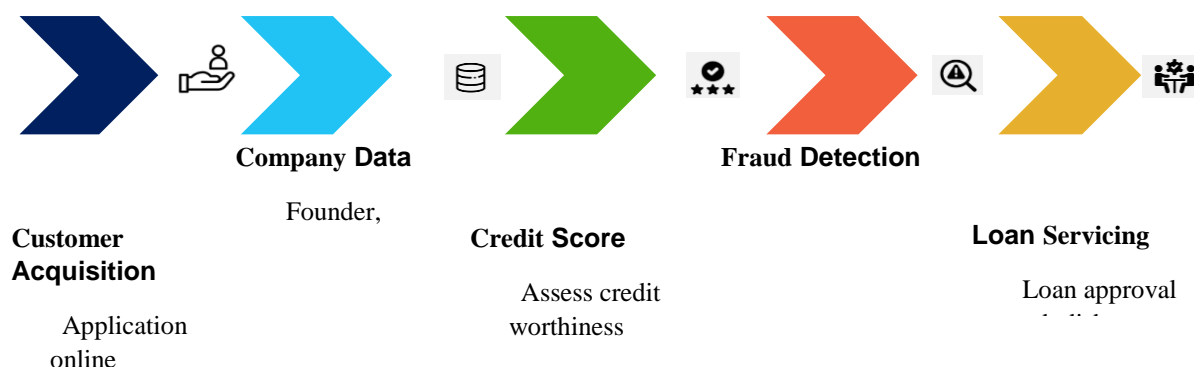 Company Data
Founder,
Fraud Detection
Customer
Acquisition
Application
online
Credit Score
Assess credit
worthiness
Loan Servicing
Loan approval